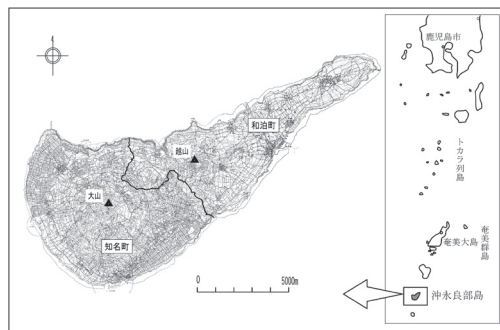 鹿児島市
和泊町
越山
トカラ列島
大山
知名町
奄美群島
奄美大島
0 5000m
沖永良部島